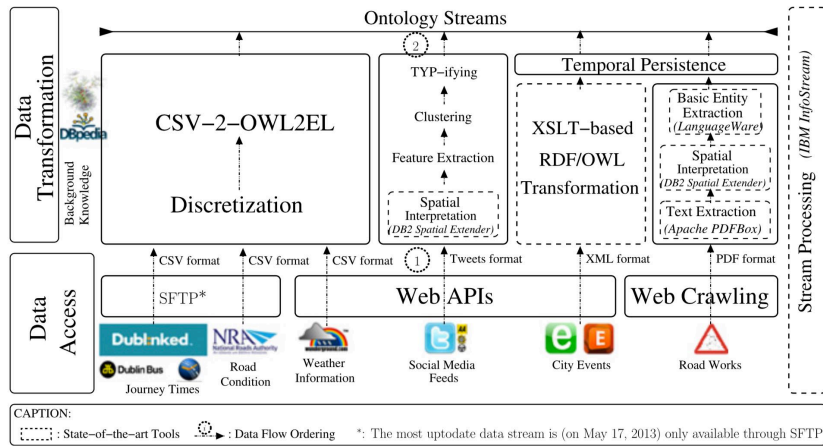 Ontology Streams
2
Data Transformation
DBpedia
Background Knowledge
CSV−2−OWL2EL
Discretization
TYP−ifying
Clustering
Feature Extraction
Spatial
Interpretation
(DB2 Spatial Extender)
Temporal Persistence
XSLT−based
RDF/OWL
Transformation
Basic Entity
Extraction
(LanguageWare)
Spatial
Interpretation
(DB2 Spatial Extender)
Text Extraction
(Apache PDFBox)
Stream Processing (IBM InfoStream)
CSV format
CSV format
CSV format
1
Tweets format
XML format
PDF format
Data Access
SFTP*
Web APIs
Web Crawling
Dublinked.
NRA
National Roads Authority
wunderground.com
Dublin Bus
Journey Times
Road
Condition
Weather
Information
Social Media
Feeds
City Events
Road Works
CAPTION:
: State−of−the−art Tools
: Data Flow Ordering
*: The most uptodate data stream is (on May 17, 2013) only available through SFTP